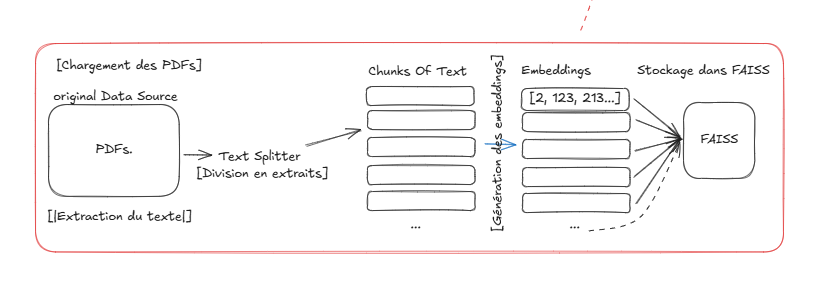 [Chargement des PDFs]
original Data Source
PDFs.
[|Extraction du texte|]
Text Splitter
[Division en extraits]
Chunks Of Text
...
[Génération des embeddings]
Embeddings
[2, 123, 213...]
...
Stockage dans FAISS
FAISS